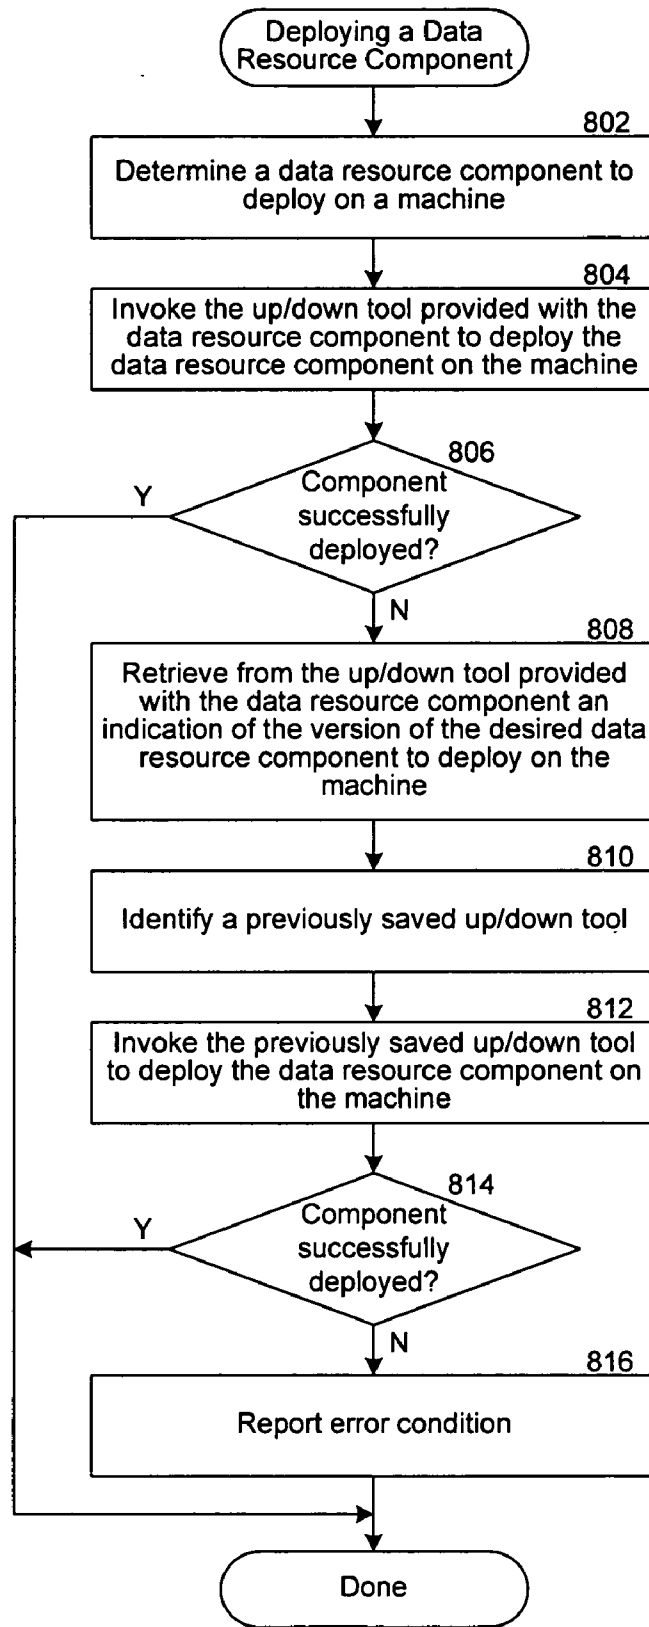 Deploying a Data
Resource Component
802
Determine a data resource component to
deploy on a machine
804
Invoke the up/down tool provided with the
data resource component to deploy the
data resource component on the machine
806
Component
successfully
deployed?
Y
N
808
Retrieve from the up/down tool provided
with the data resource component an
indication of the version of the desired data
resource component to deploy on the
machine
810
Identify a previously saved up/down tool
812
Invoke the previously saved up/down tool
to deploy the data resource component on
the machine
814
Component
successfully
deployed?
Y
N
816
Report error condition
Done